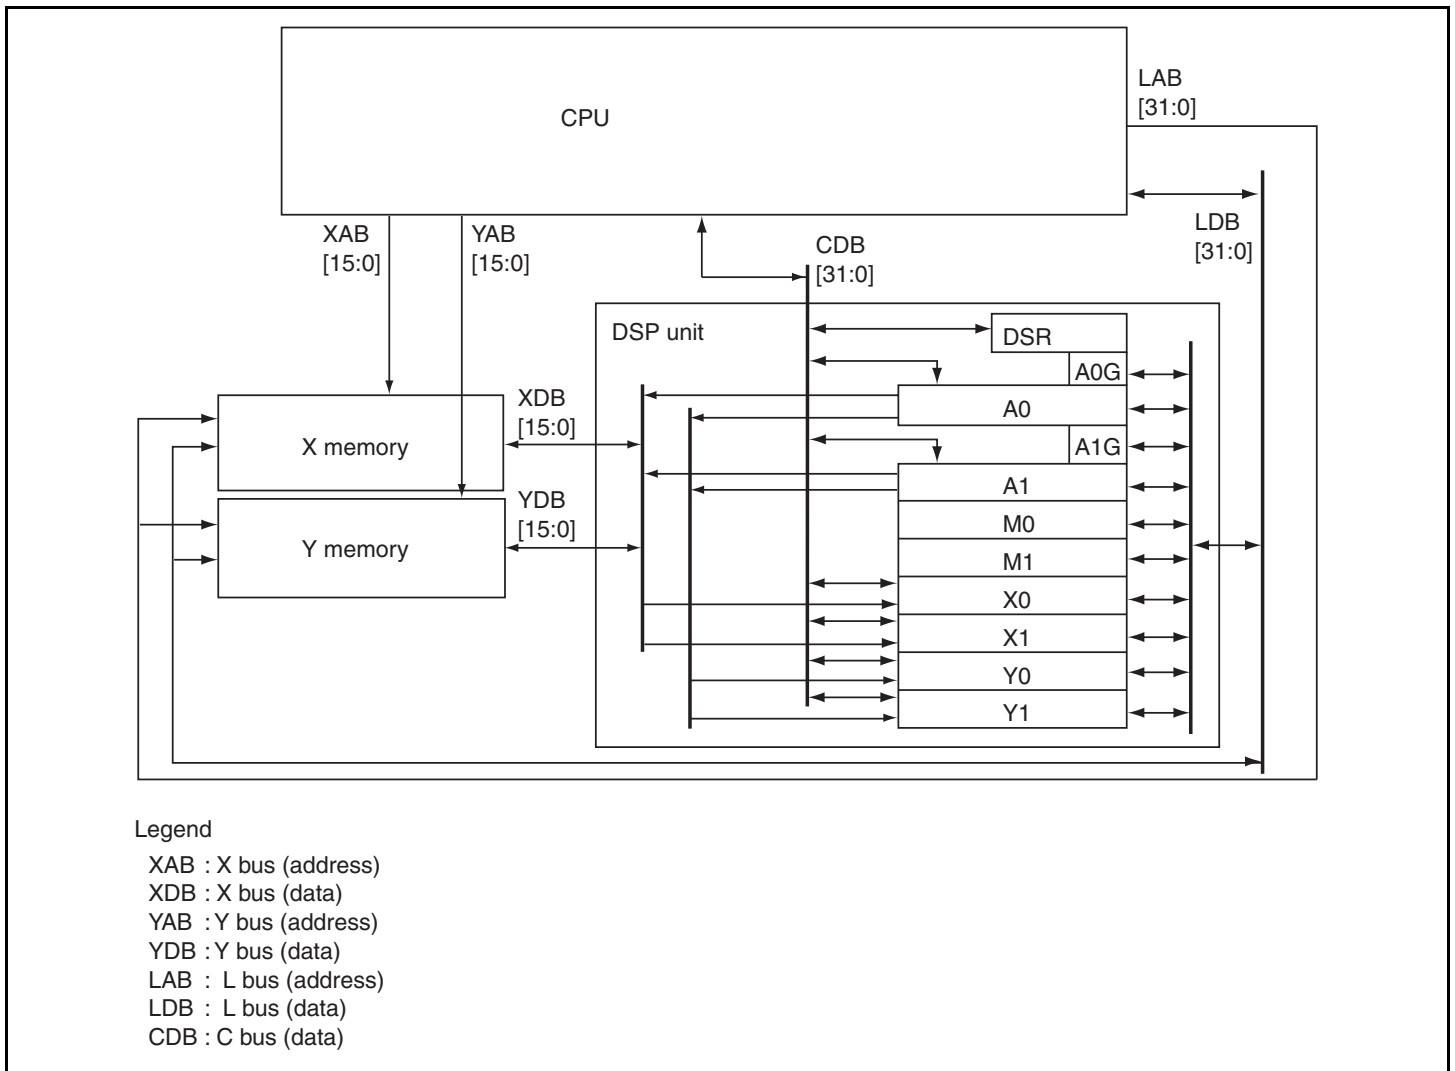 CPU
LAB
[31:0]
LDB
[31:0]
XAB
[15:0]
YAB
[15:0]
CDB
[31:0]
DSP unit
DSR
A0G
A0
A1G
A1
M0
M1
X0
X1
Y0
Y1
XDB
[15:0]
X memory
YDB
[15:0]
Y memory
Legend
XAB : X bus (address)
XDB : X bus (data)
YAB : Y bus (address)
YDB : Y bus (data)
LAB : L bus (address)
LDB : L bus (data)
CDB : C bus (data)